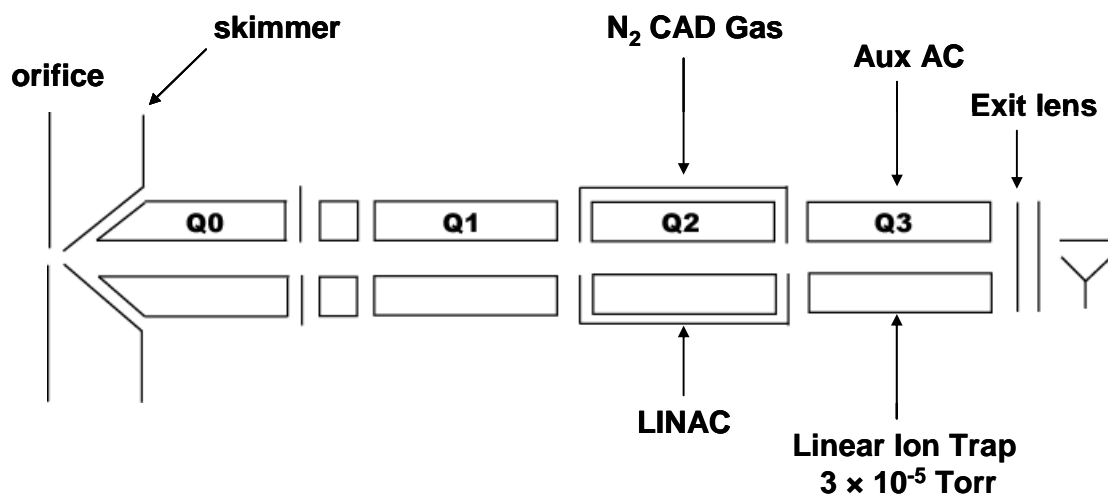 skimmer
N₂ CAD Gas
orifice
Aux AC
Exit lens
Q0
Q1
Q2
Q3
LINAC
Linear Ion Trap
3 × 10⁻⁵ Torr